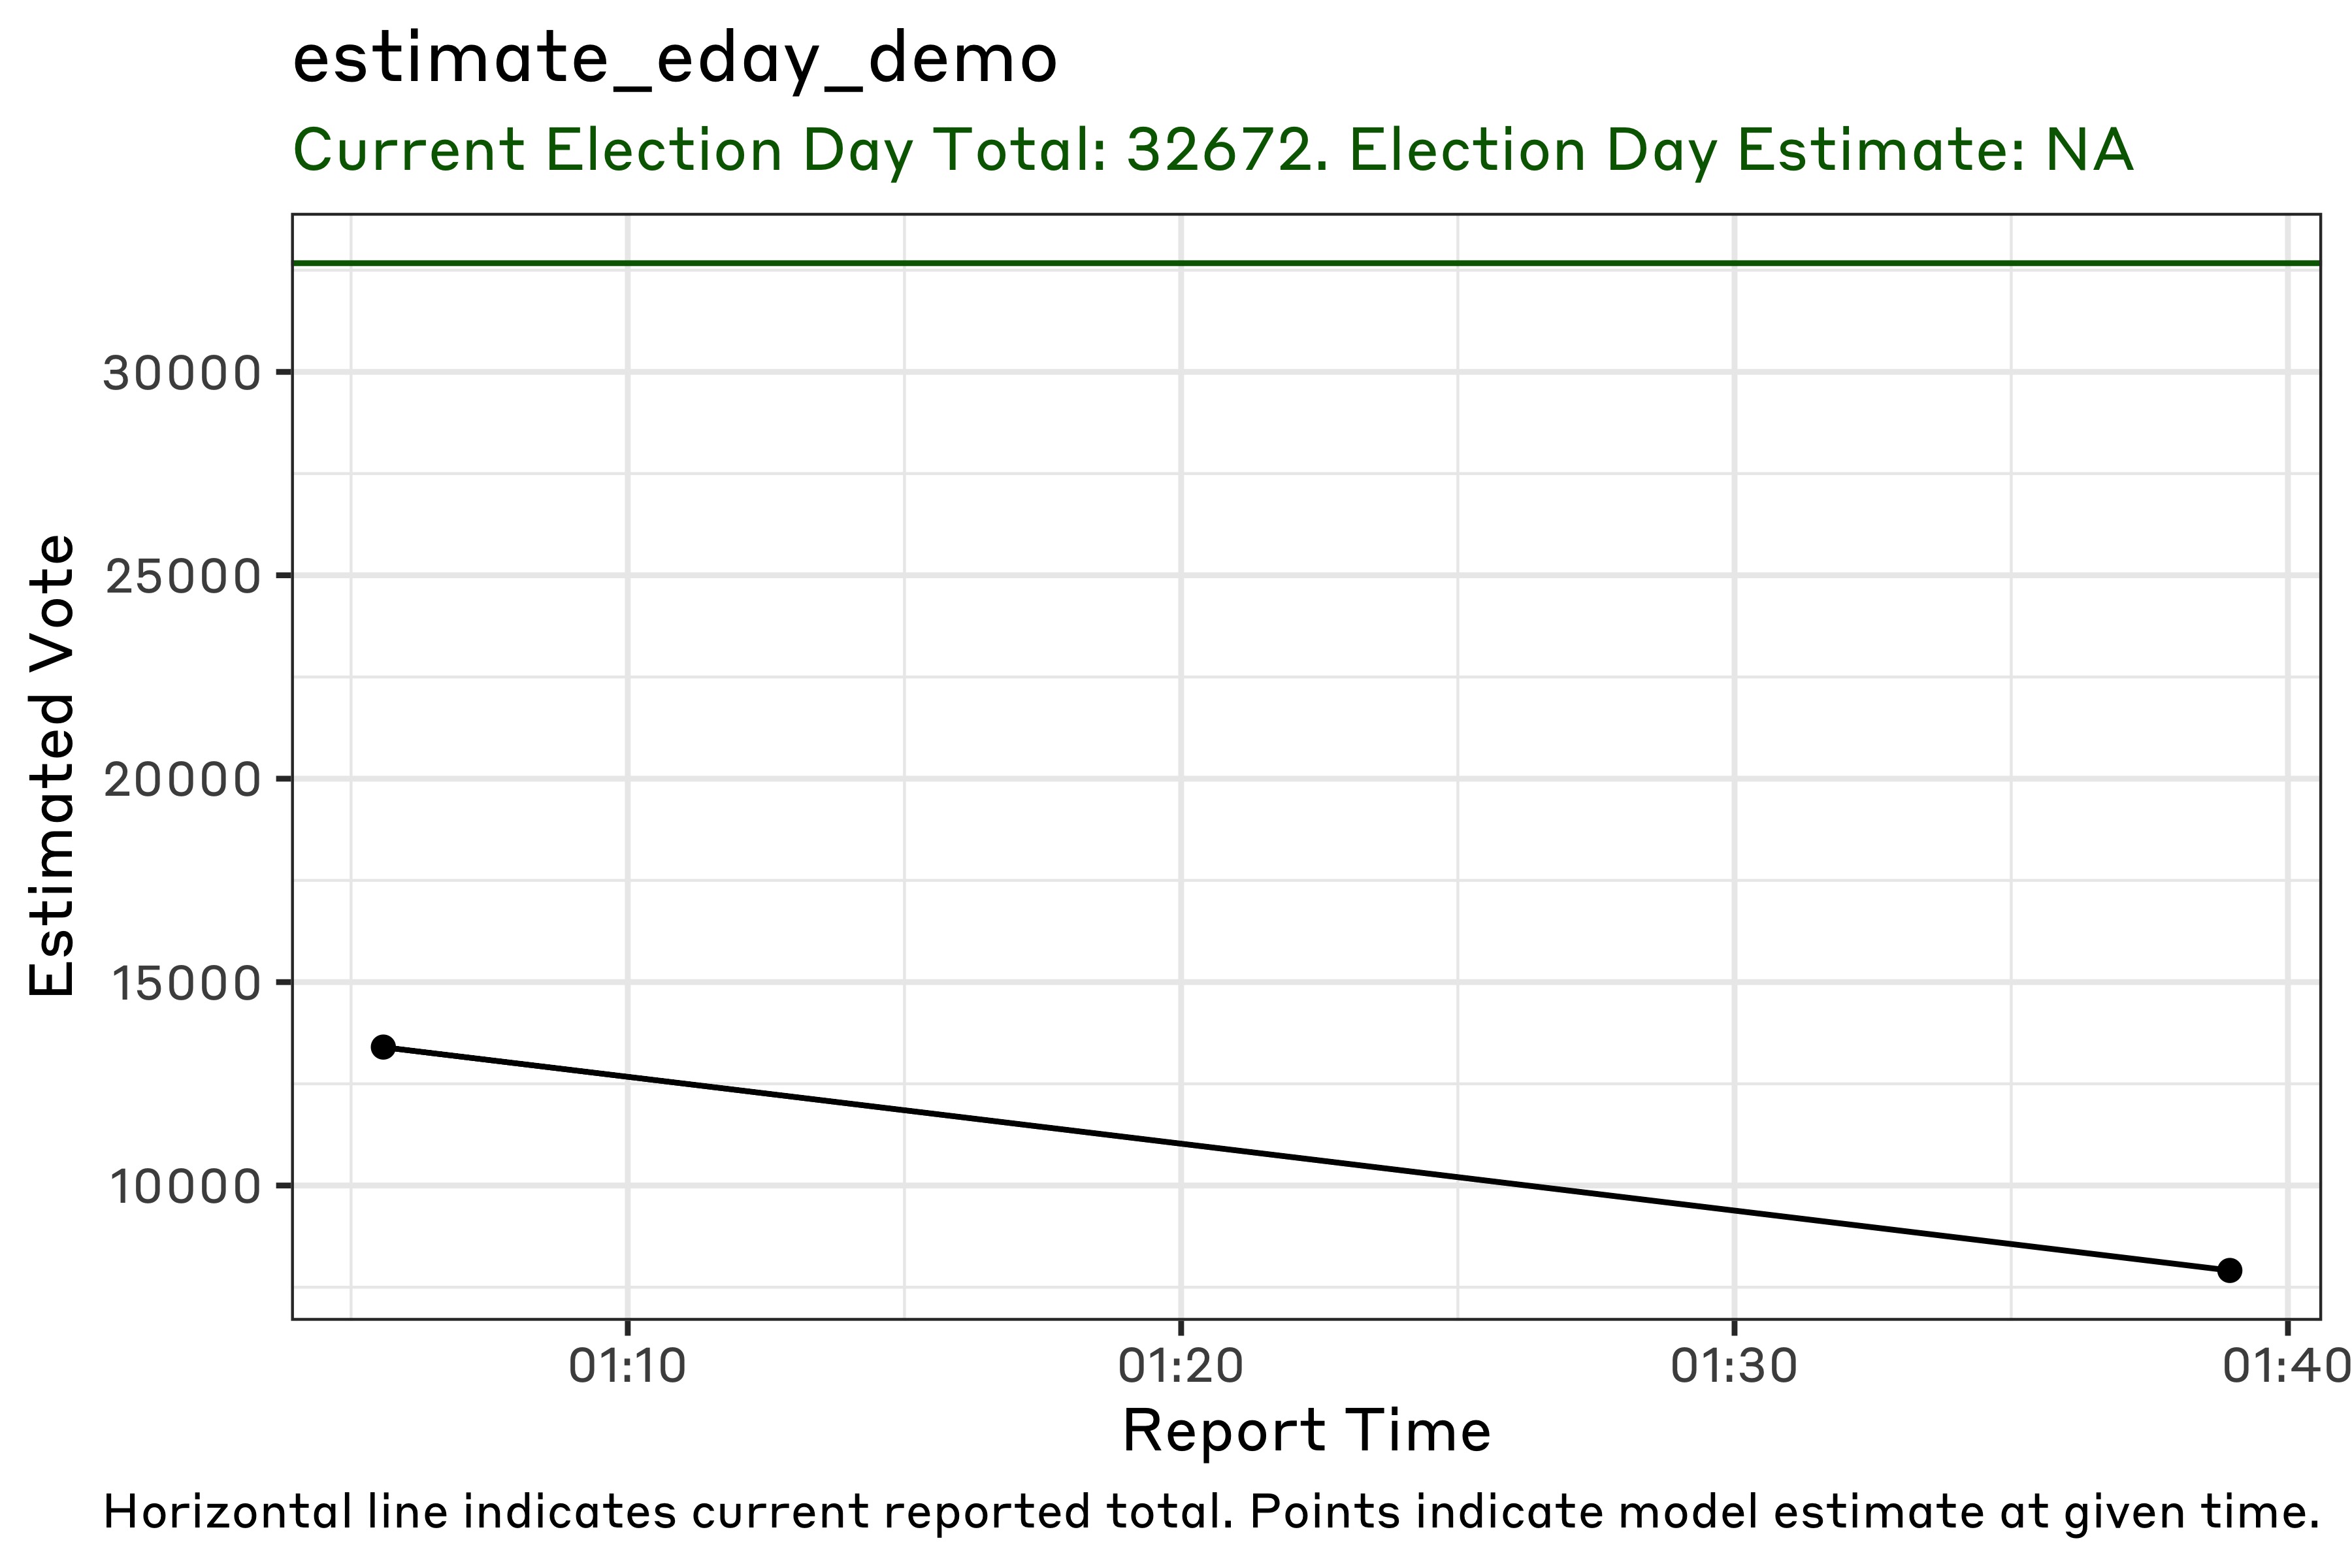 estimate_eday_demo
Current Election Day Total: 32672. Election Day Estimate: NA
Estimated Vote
30000
25000
20000
15000
10000
01:10 01:20 01:30 01:40
Report Time
Horizontal line indicates current reported total. Points indicate model estimate at given time.